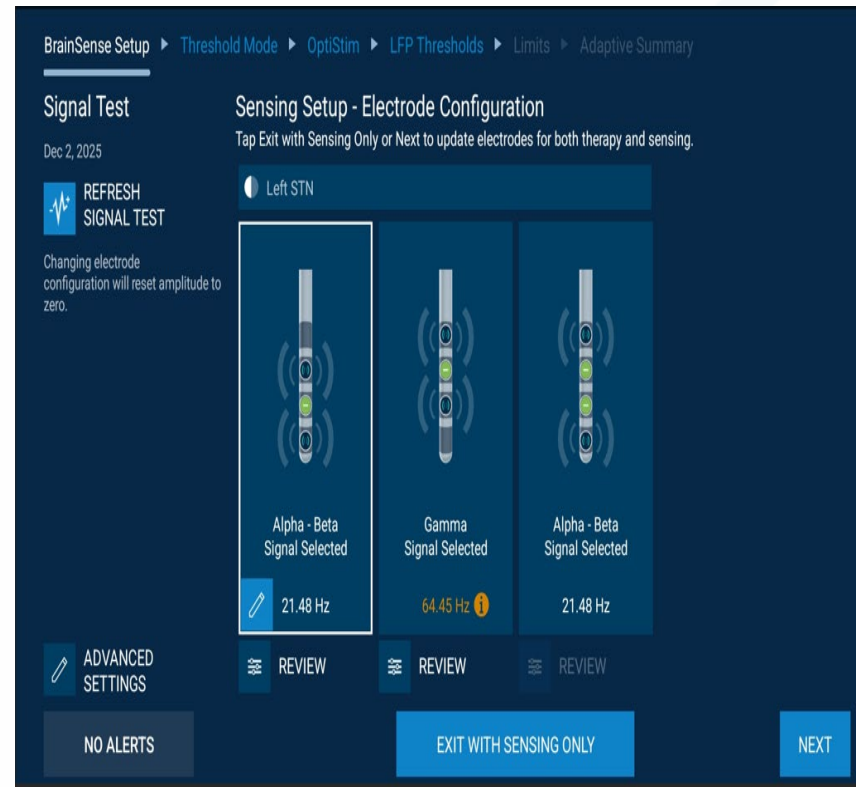 BrainSense Setup ▶ Threshold Mode ▶ OptiStim ▶ LFP Thresholds ▶ Limits ▶ Adaptive Summary
Signal Test
Dec 2, 2025
REFRESH
SIGNAL TEST
Changing electrode
configuration will reset amplitude to
zero.
Sensing Setup - Electrode Configuration
Tap Exit with Sensing Only or Next to update electrodes for both therapy and sensing.
Left STN
Alpha - Beta
Signal Selected
21.48 Hz
Gamma
Signal Selected
64.45 Hz
Alpha - Beta
Signal Selected
21.48 Hz
REVIEW
REVIEW
REVIEW
ADVANCED
SETTINGS
NO ALERTS
EXIT WITH SENSING ONLY
NEXT